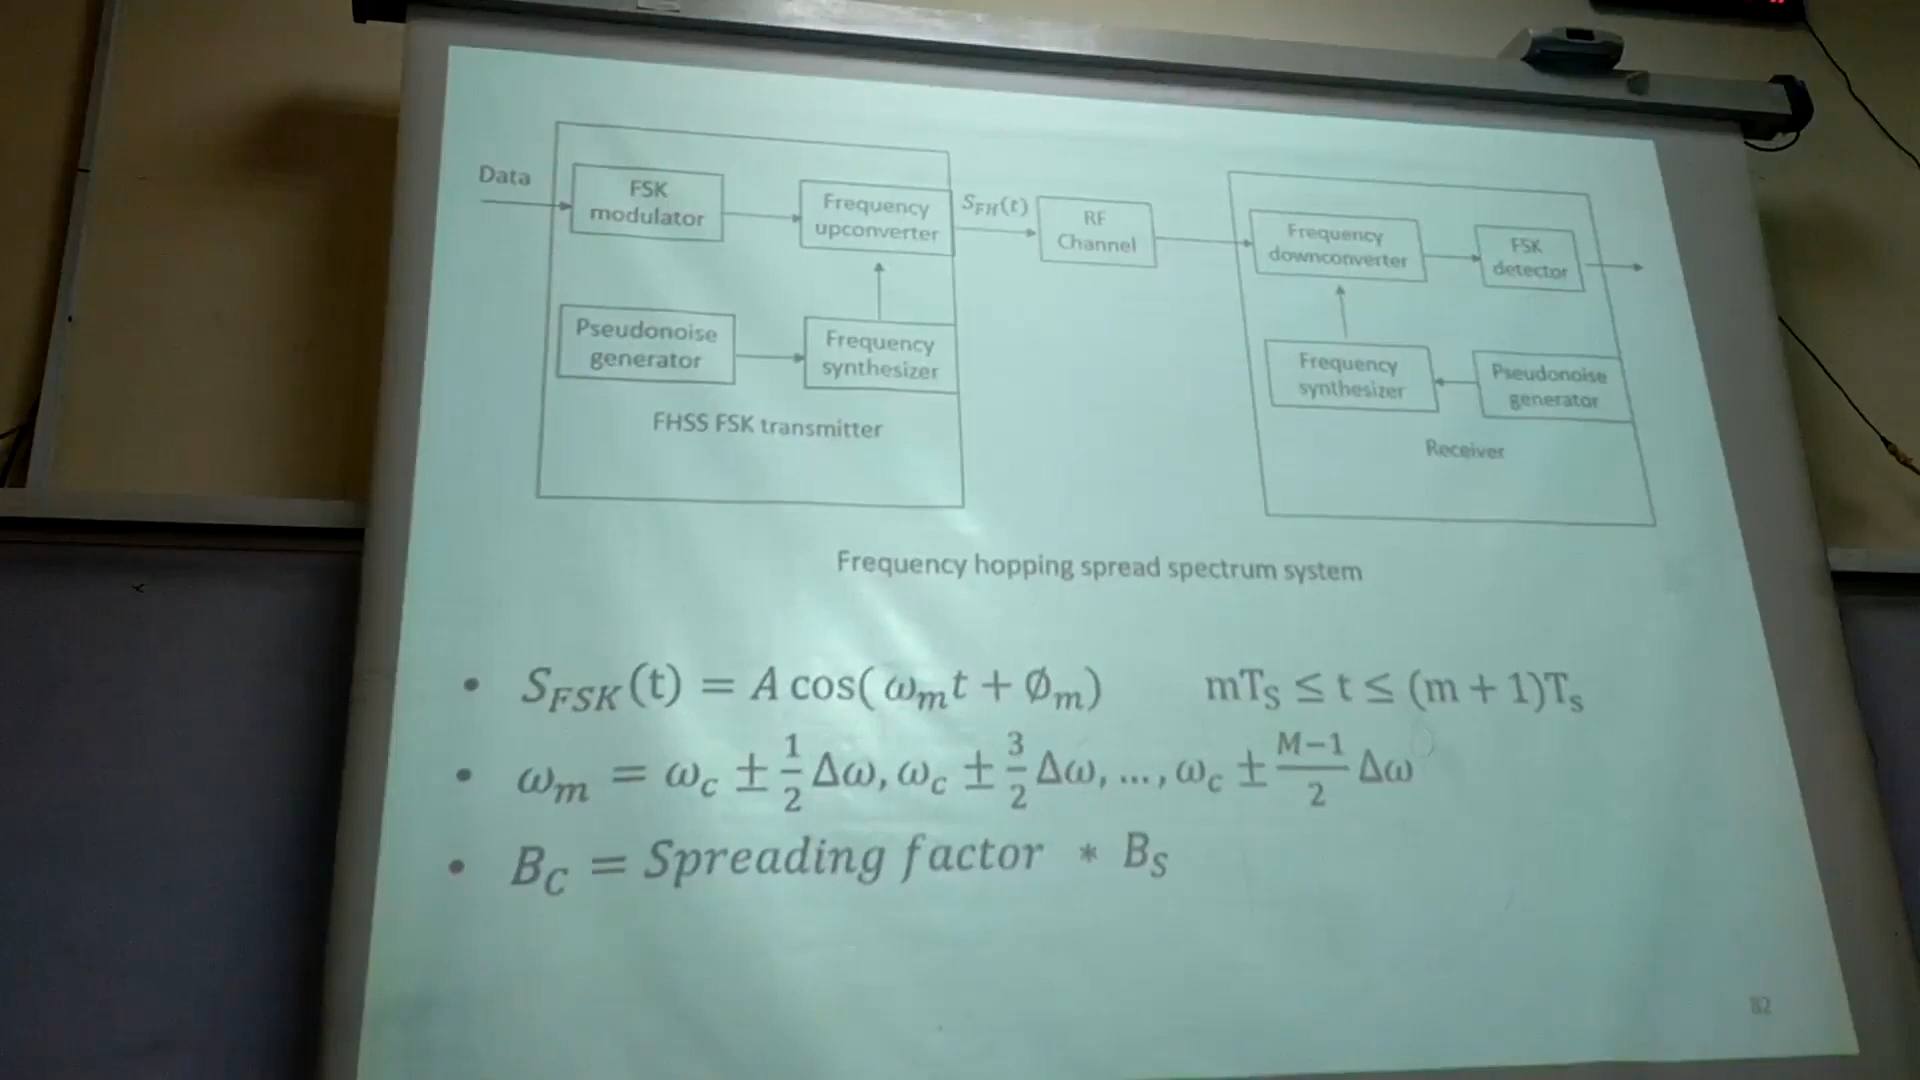 Data
FSK
modulator
Frequency
upconverter
S_FH(t)
RF
Channel
Frequency
downconverter
FSK
detector
Pseudonoise
generator
Frequency
synthesizer
Frequency
synthesizer
Pseudonoise
generator
FHSS FSK transmitter
Receiver
Frequency hopping spread spectrum system
• S_FSK(t) = A cos( ω_m t + Ø_m) mT_S ≤ t ≤ (m + 1)T_s
• ω_m = ω_c ± 1/2 Δω, ω_c ± 3/2 Δω, ..., ω_c ± M−1/2 Δω
• B_C = Spreading factor * B_S
82